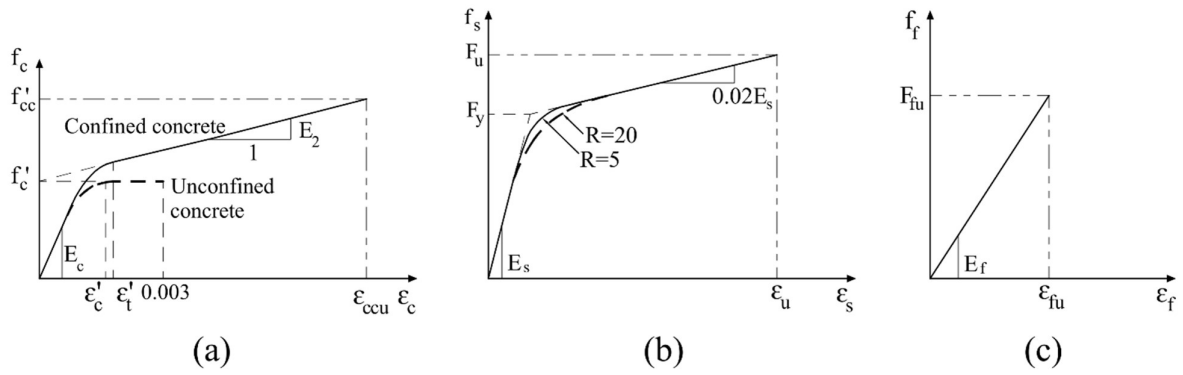 f_c
f'_cc
Confined concrete
E_2
1
f'_c
Unconfined
concrete
E_c
ε'_c
ε'_t
0.003
ε_ccu
ε_c
(a)
f_s
F_u
0.02E_s
F_y
R=20
R=5
E_s
ε_u
ε_s
(b)
f_f
F_fu
E_f
ε_fu
ε_f
(c)